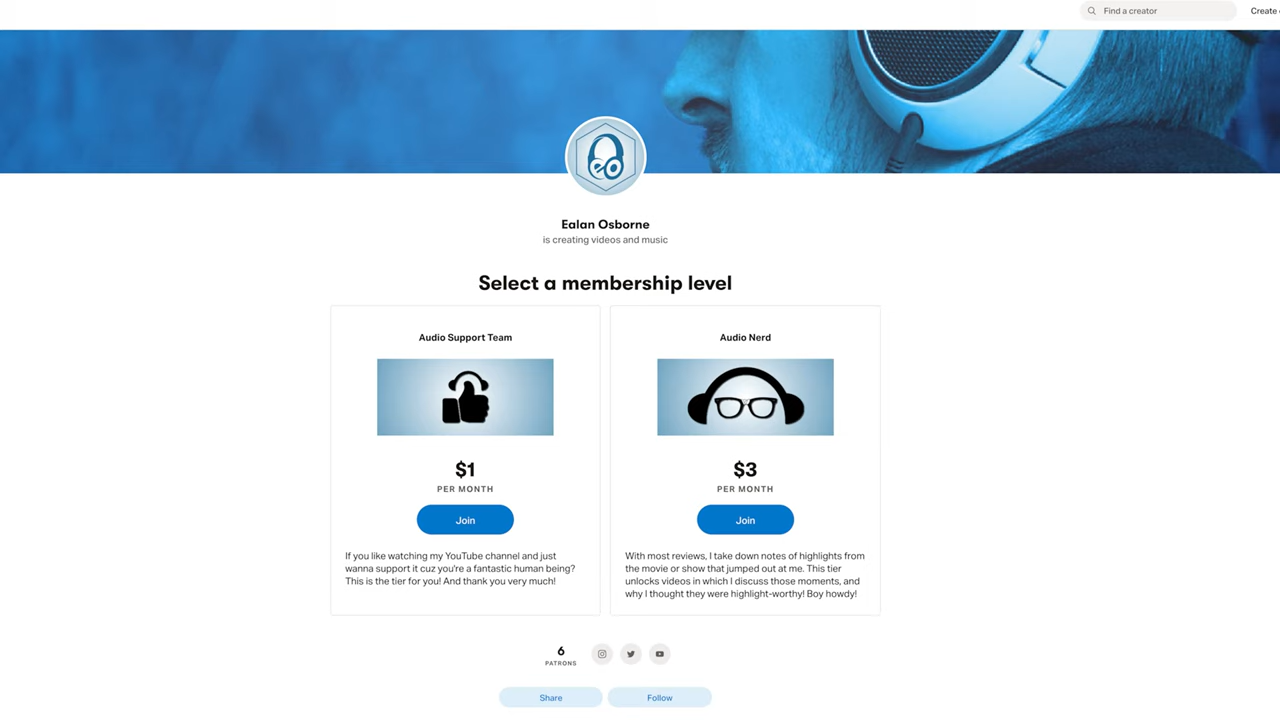 Find a creator
Create
Ealan Osborne
is creating videos and music
Select a membership level
Audio Support Team
$1
PER MONTH
Join
If you like watching my YouTube channel and just
wanna support it cuz you're a fantastic human being?
This is the tier for you! And thank you very much!
Audio Nerd
$3
PER MONTH
Join
With most reviews, I take down notes of highlights from
the movie or show that jumped out at me. This tier
unlocks videos in which I discuss those moments, and
why I thought they were highlight-worthy! Boy howdy!
6
PATRONS
Share
Follow